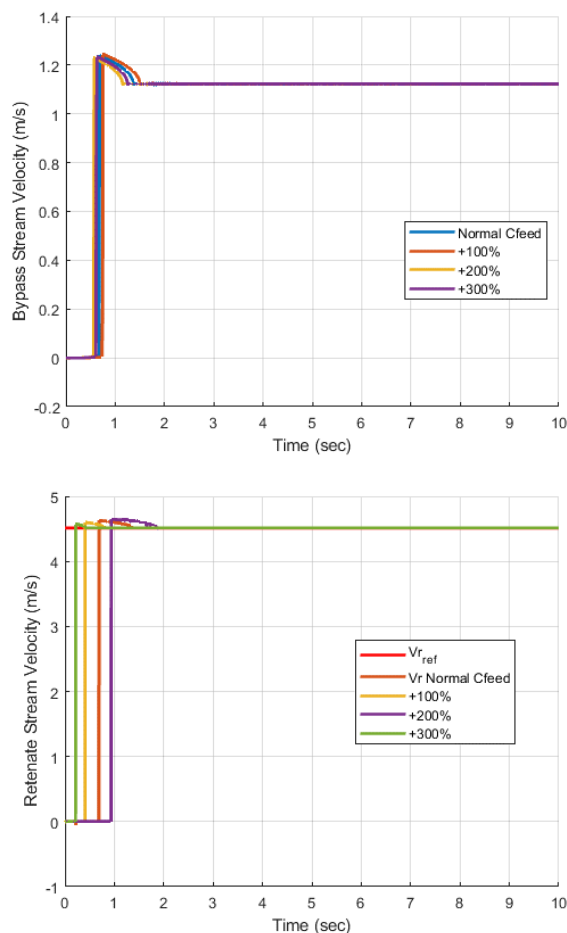 1.4
1.2
1
0.8
0.6
0.4
0.2
0
-0.2
Bypass Stream Velocity (m/s)
Normal Cfeed
+100%
+200%
+300%
0 1 2 3 4 5 6 7 8 9 10
Time (sec)
5
4
3
2
1
0
-1
Retenate Stream Velocity (m/s)
Vr_ref
Vr Normal Cfeed
+100%
+200%
+300%
0 1 2 3 4 5 6 7 8 9 10
Time (sec)